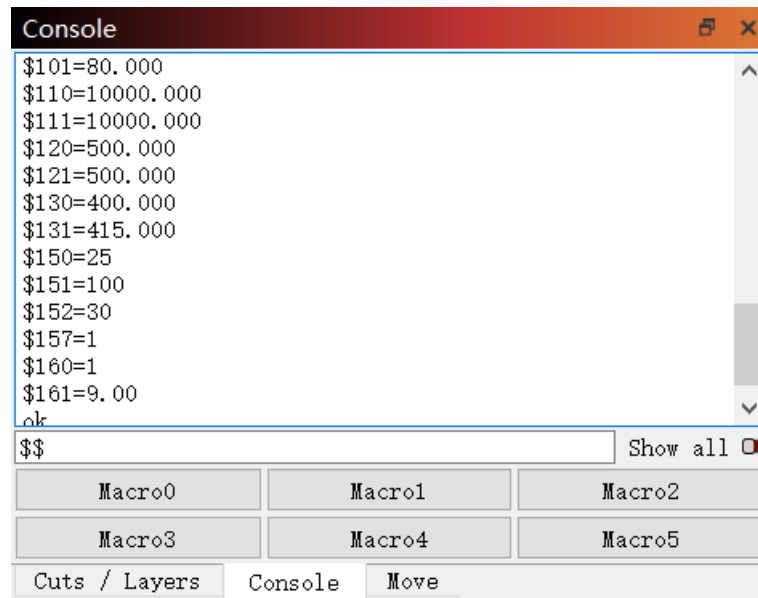 Console
$101=80.000
$110=10000.000
$111=10000.000
$120=500.000
$121=500.000
$130=400.000
$131=415.000
$150=25
$151=100
$152=30
$157=1
$160=1
$161=9.00
ok
$$ Show all
Macro0 Macro1 Macro2
Macro3 Macro4 Macro5
Cuts / Layers Console Move